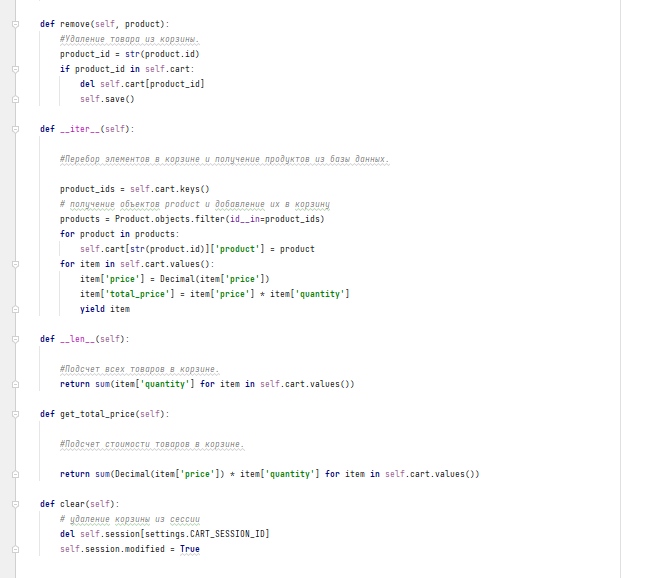 def remove(self, product):
#Удаление товара из корзины.
product_id = str(product.id)
if product_id in self.cart:
del self.cart[product_id]
self.save()
def __iter__(self):
#Перебор элементов в корзине и получение продуктов из базы данных.
product_ids = self.cart.keys()
# получение объектов product и добавление их в корзину
products = Product.objects.filter(id__in=product_ids)
for product in products:
self.cart[str(product.id)]['product'] = product
for item in self.cart.values():
item['price'] = Decimal(item['price'])
item['total_price'] = item['price'] * item['quantity']
yield item
def __len__(self):
#Подсчет всех товаров в корзине.
return sum(item['quantity'] for item in self.cart.values())
def get_total_price(self):
#Подсчет стоимости товаров в корзине.
return sum(Decimal(item['price']) * item['quantity'] for item in self.cart.values())
def clear(self):
# удаление корзины из сессии
del self.session[settings.CART_SESSION_ID]
self.session.modified = True